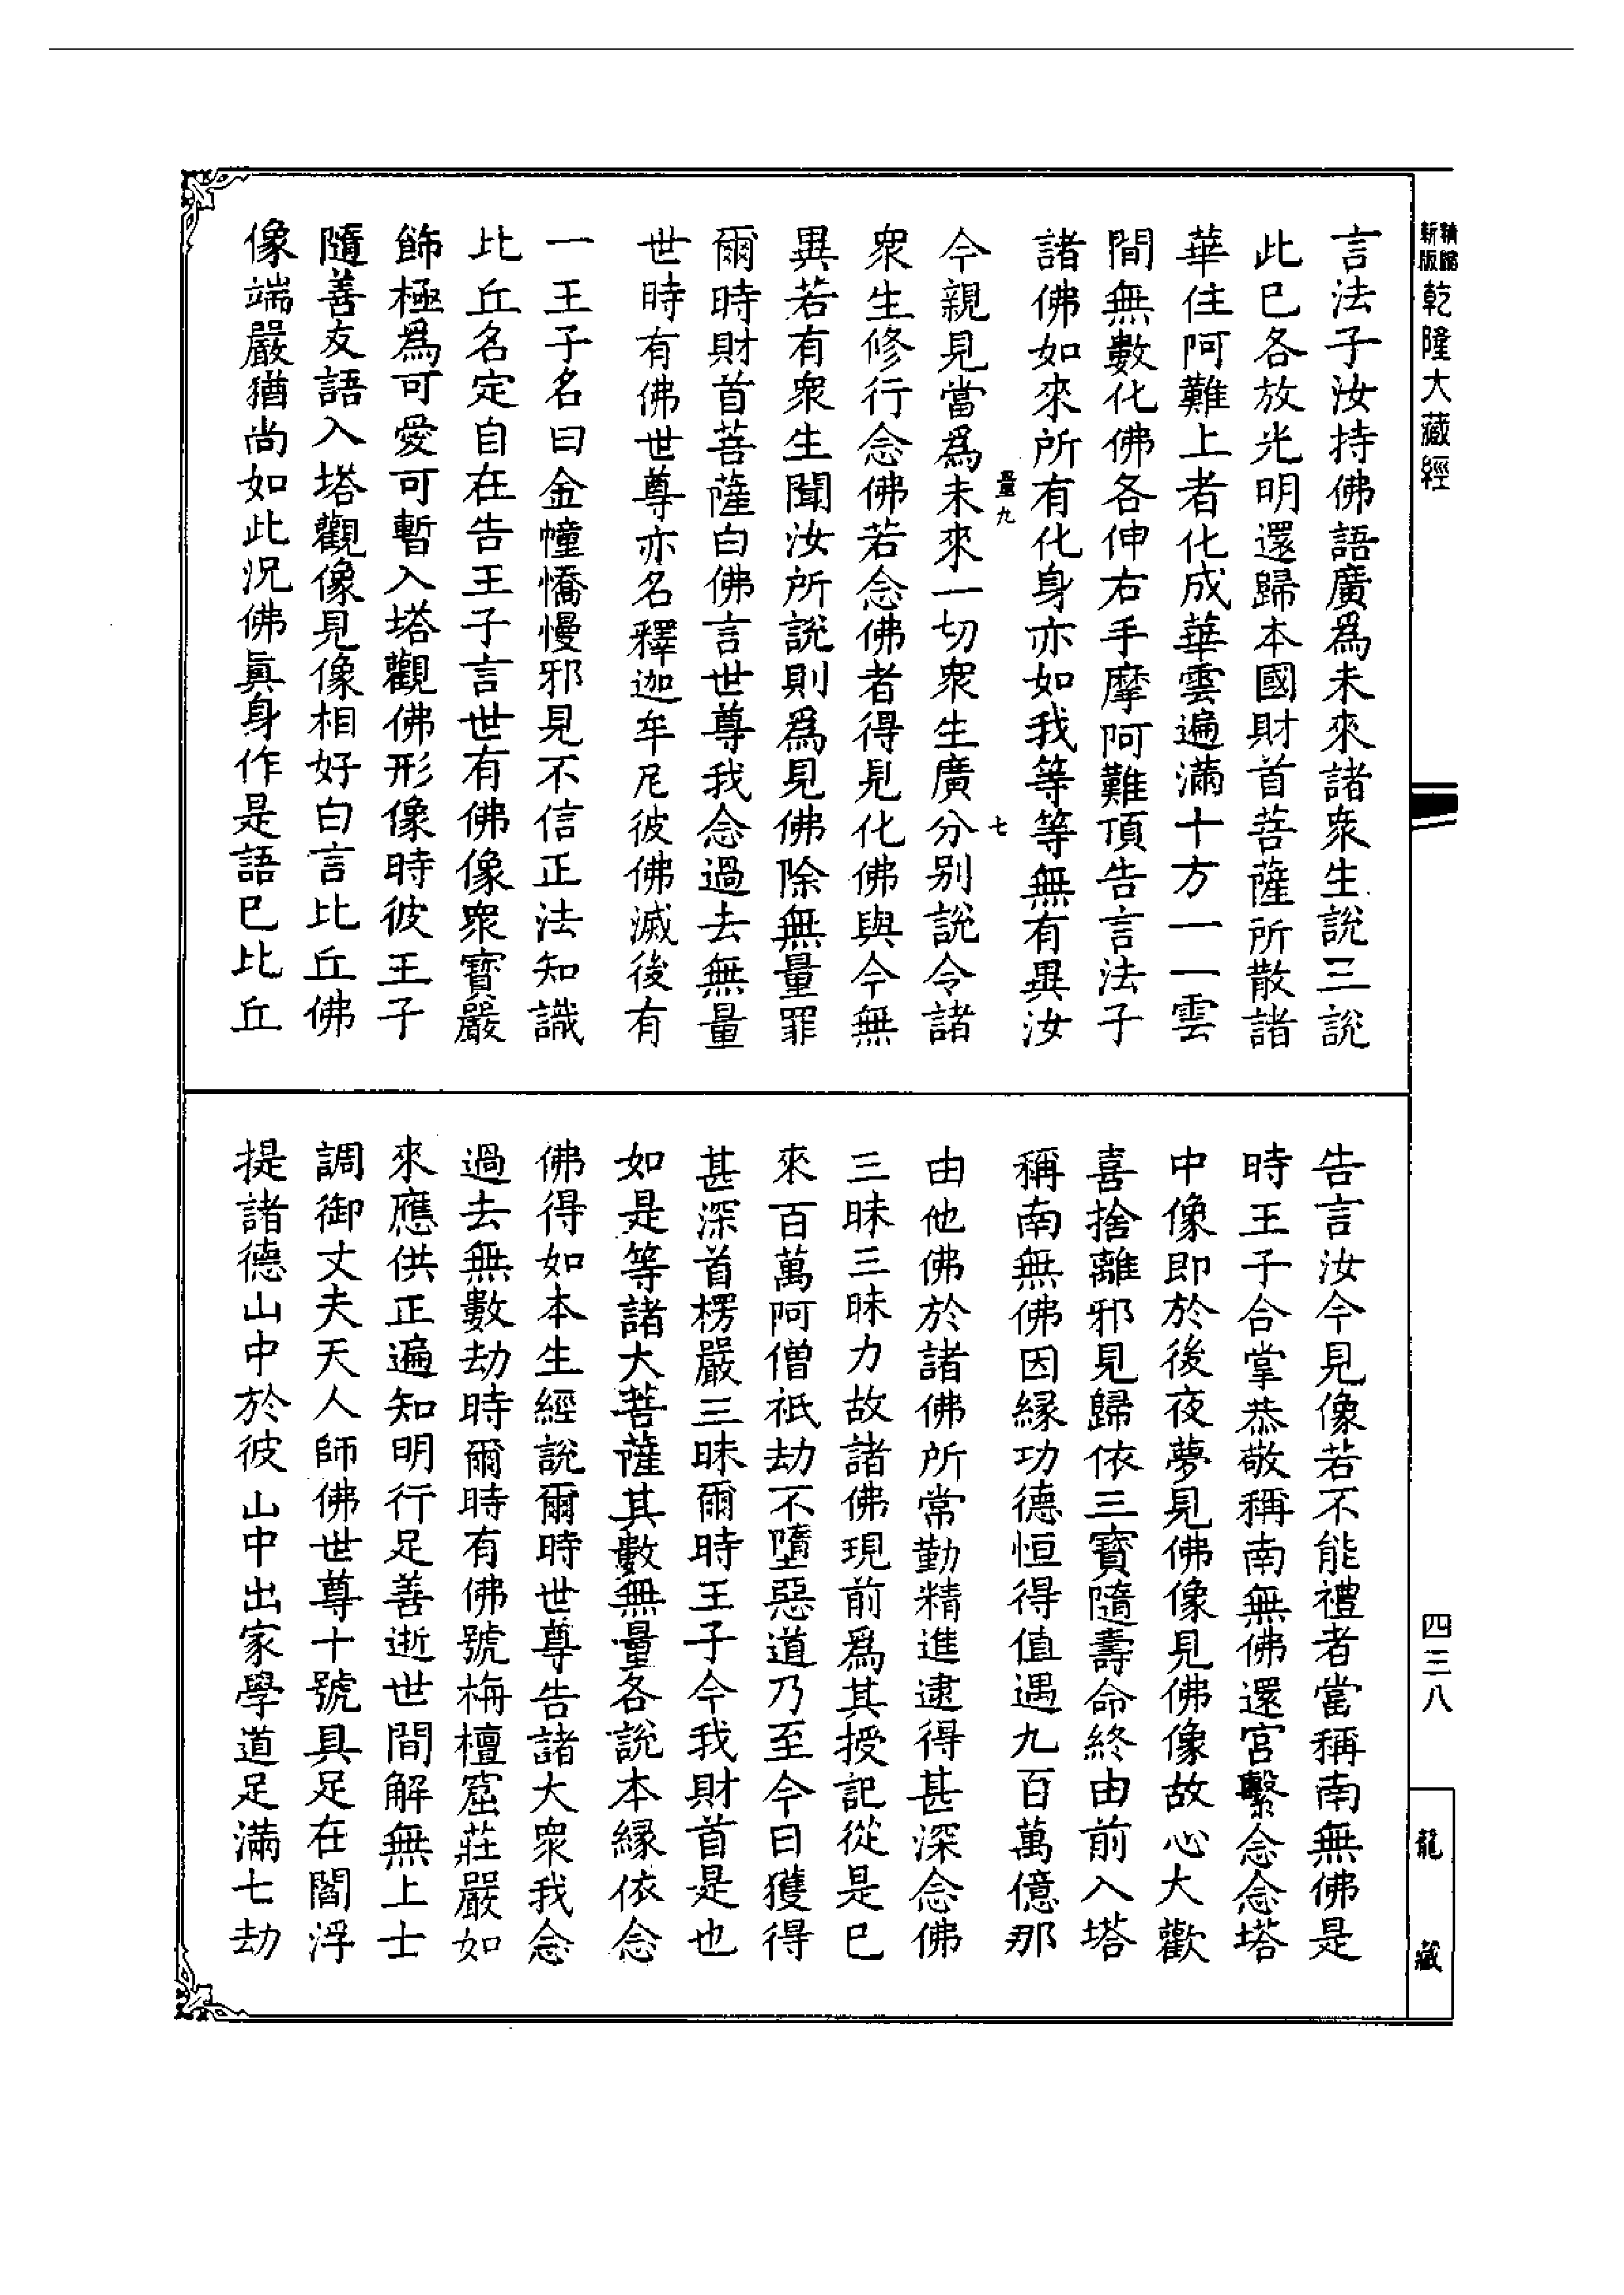 新版
精縮
乾隆大藏經
四三八
龍藏
言法子汝持佛語廣爲未來諸衆生說三說
此已各放光明還歸本國財首菩薩所散諸
華住阿難上者化成華雲遍滿十方一一雲
間無數化佛各伸右手摩阿難頂告言法子
諸佛如來所有化身亦如我等等無有異汝
量九
七
今親見當爲未來一切衆生廣分別說令諸
衆生修行念佛若念佛者得見化佛與今無
異若有衆生聞汝所說則爲見佛除無量罪
爾時財首菩薩白佛言世尊我念過去無量
世時有佛世尊亦名釋迦牟尼彼佛滅後有
一王子名曰金幢憍慢邪見不信正法知識
比丘名定自在告王子言世有佛像衆寶嚴
飾極爲可愛可暫入塔觀佛形像時彼王子
隨善友語入塔觀像見像相好白言比丘佛
像端嚴猶尚如此況佛眞身作是語已比丘
告言汝今見像若不能禮者當稱南無佛是
時王子合掌恭敬稱南無佛還宮繫念念塔
中像即於後夜夢見佛像見佛像故心大歡
喜捨離邪見歸依三寶隨壽命終由前入塔
稱南無佛因緣功德恒得值遇九百萬億那
由他佛於諸佛所常勤精進逮得甚深念佛
三昧三昧力故諸佛現前爲其授記從是已
來百萬阿僧祇劫不墮惡道乃至今日獲得
甚深首楞嚴三昧爾時王子今我財首是也
如是等諸大菩薩其數無量各說本緣依念
佛得如本生經說爾時世尊告諸大衆我念
過去無數劫時爾時有佛號栴檀窟莊嚴如
來應供正遍知明行足善逝世間解無上士
調御丈夫天人師佛世尊十號具足在閻浮
提諸德山中於彼山中出家學道足滿七劫